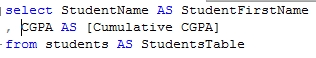 select StudentName AS StudentFirstName
, CGPA AS [Cumulative CGPA]
from students AS StudentsTable